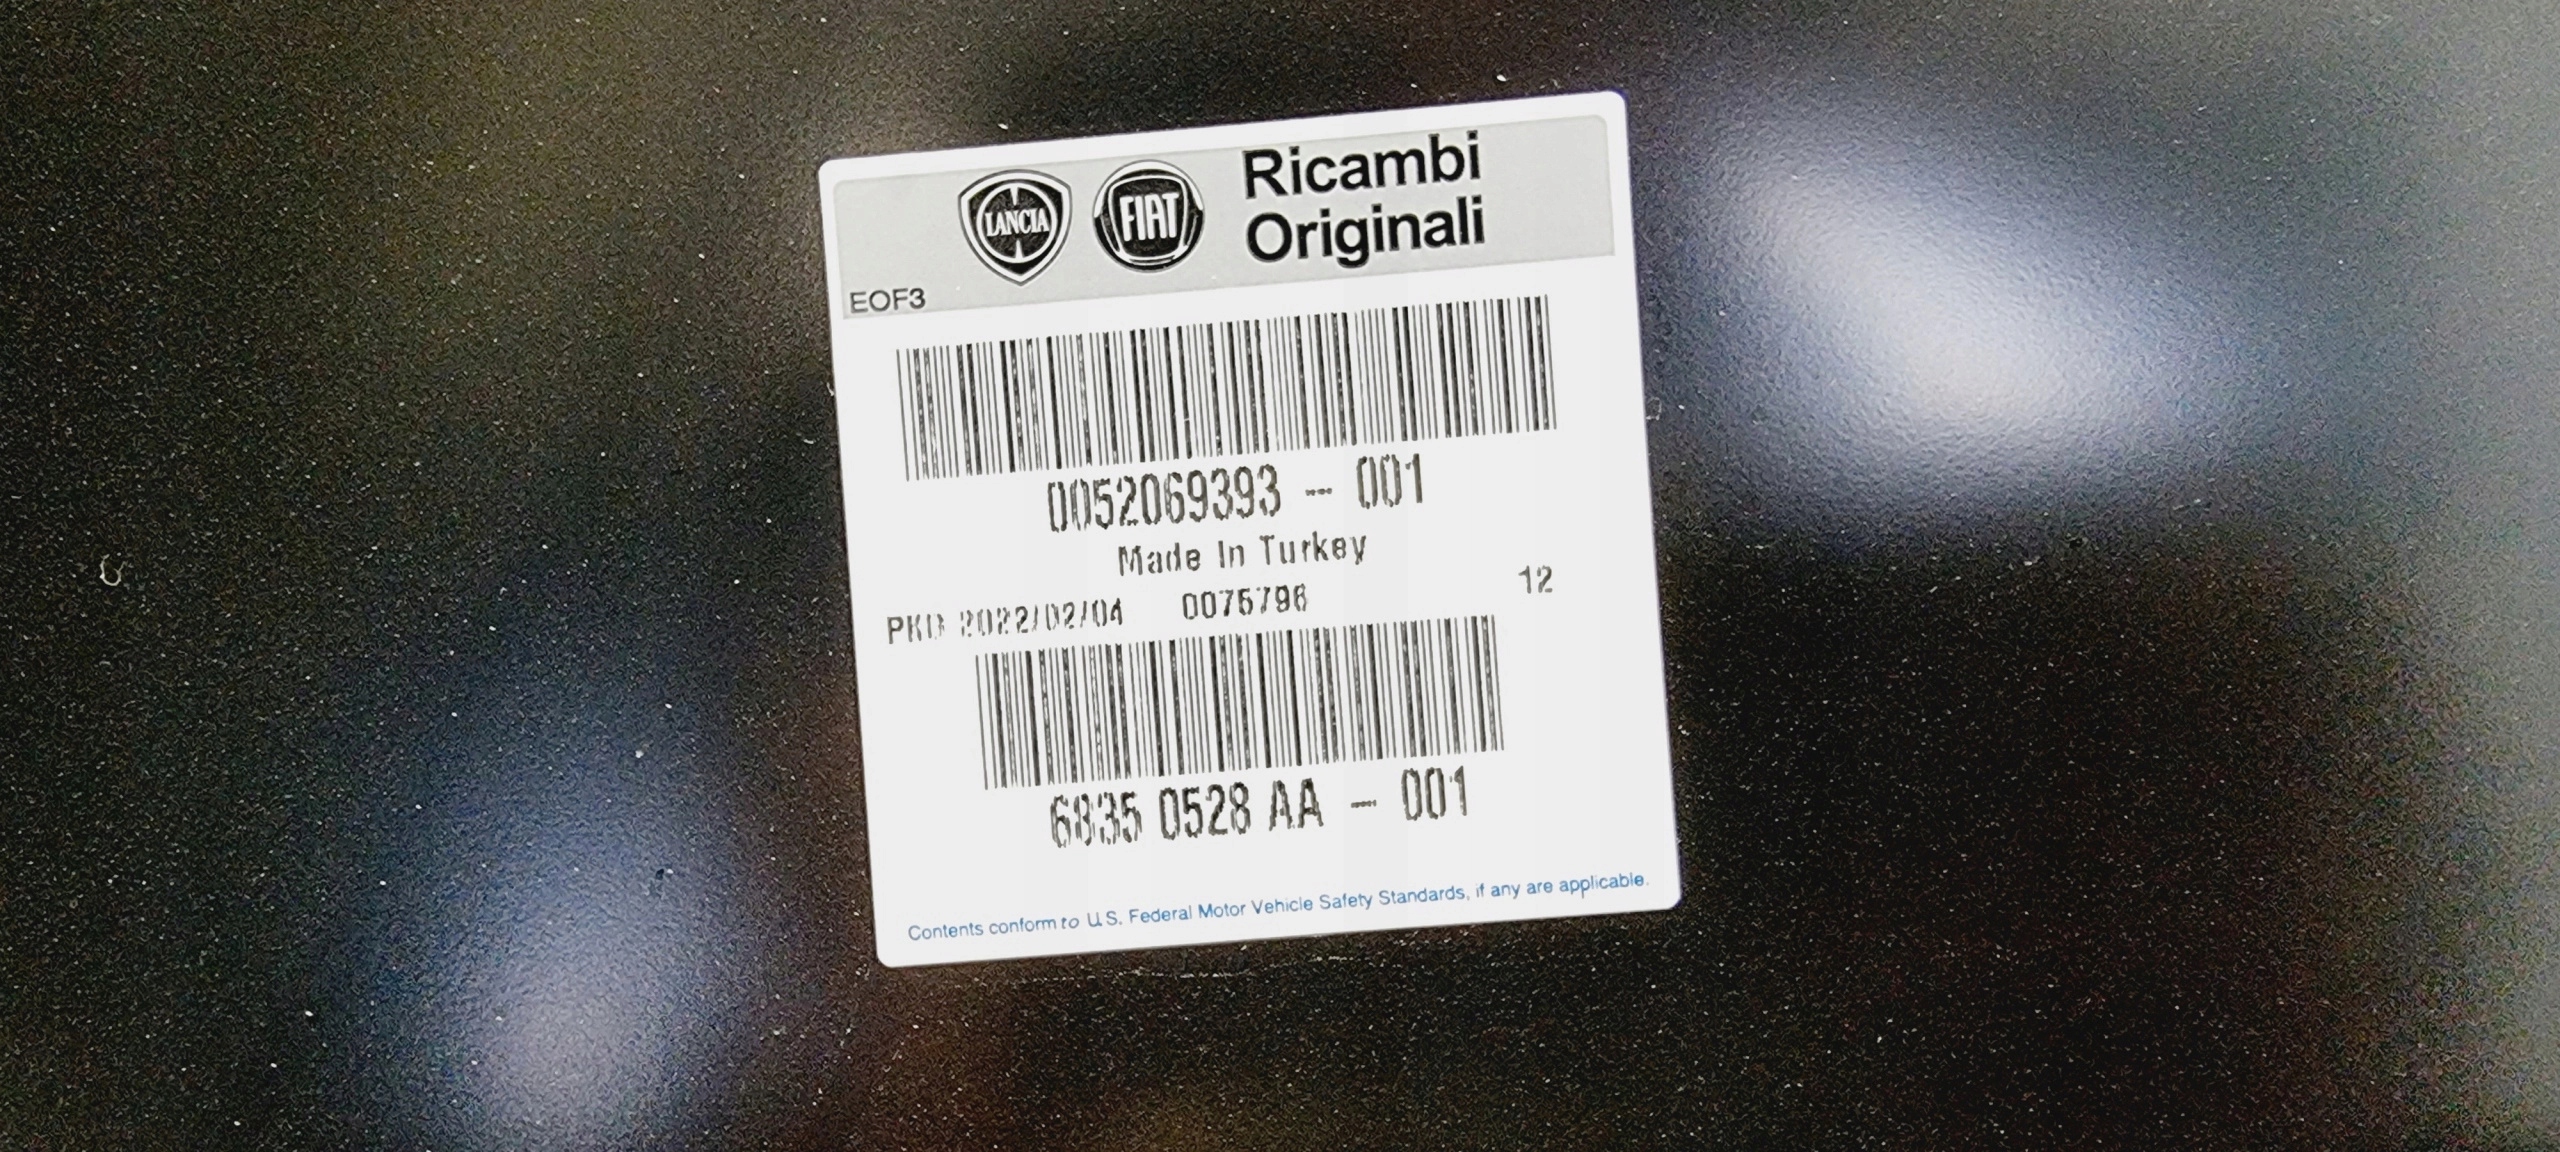 LANCIA FIAT Ricambi
Originali
EOF3
0052069393 - 001
Made In Turkey
PKD 2022/02/04 0075796 12
6835 0528 AA - 001
Contents conform to U.S. Federal Motor Vehicle Safety Standards, if any are applicable.